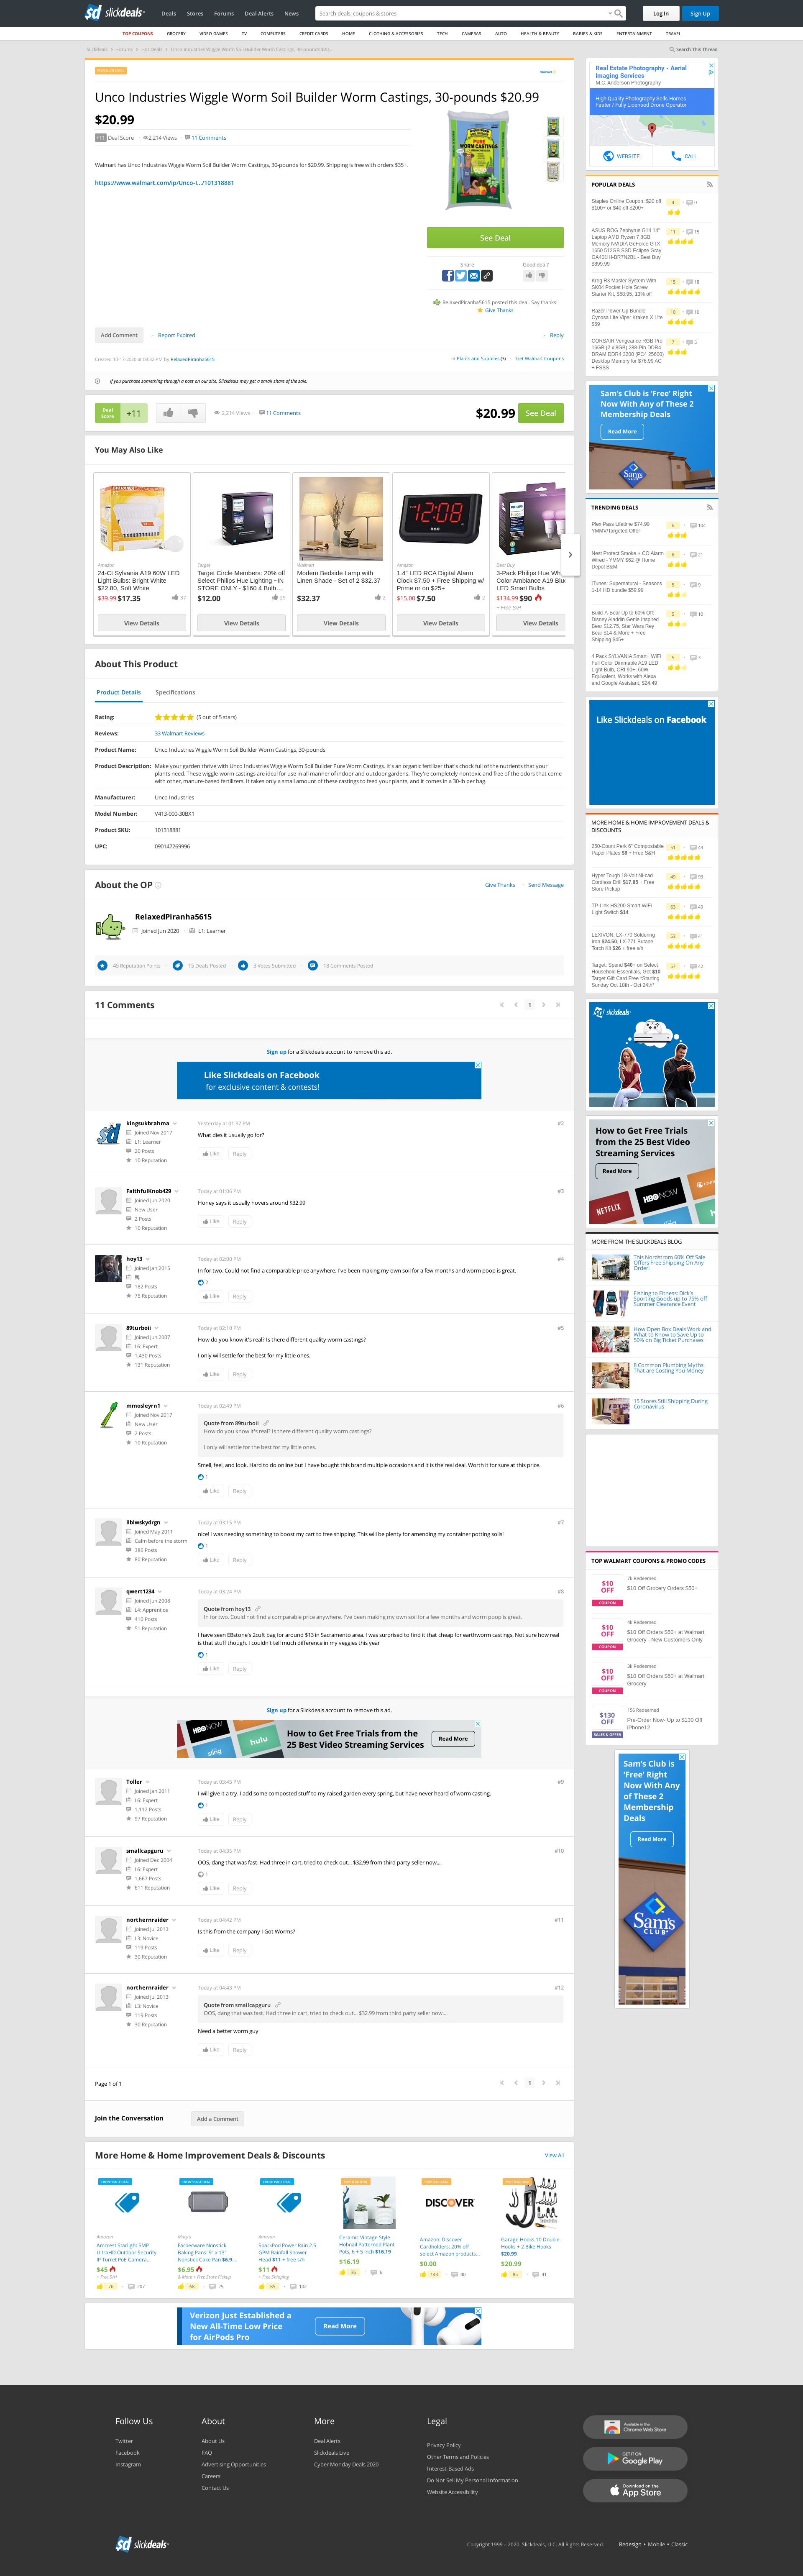 slickdeals
Deals Stores Forums Deal Alerts News
Search deals, coupons & stores
Log In Sign Up
TOP COUPONS GROCERY VIDEO GAMES TV COMPUTERS CREDIT CARDS HOME CLOTHING & ACCESSORIES TECH CAMERAS AUTO HEALTH & BEAUTY BABIES & KIDS ENTERTAINMENT TRAVEL
Slickdeals Forums Hot Deals Unco Industries Wiggle Worm Soil Builder Worm Castings, 30-pounds $20...
Search This Thread
POPULAR DEAL
Walmart
Unco Industries Wiggle Worm Soil Builder Worm Castings, 30-pounds $20.99
$20.99
+11 Deal Score 2,214 Views 11 Comments
Walmart has Unco Industries Wiggle Worm Soil Builder Worm Castings, 30-pounds for $20.99. Shipping is free with orders $35+.
https://www.walmart.com/ip/Unco-I.../101318881
PURE WORM CASTINGS
See Deal
Share
Good deal?
RelaxedPiranha5615 posted this deal. Say thanks!
Give Thanks
Add Comment Report Expired
Reply
Created 10-17-2020 at 03:32 PM by RelaxedPiranha5615
in Plants and Supplies (3) Get Walmart Coupons
If you purchase something through a post on our site, Slickdeals may get a small share of the sale.
Deal Score +11
2,214 Views 11 Comments
$20.99 See Deal
You May Also Like
Amazon
24-Ct Sylvania A19 60W LED Light Bulbs: Bright White $22.80, Soft White
$39.99 $17.35 37
View Details
Target
Target Circle Members: 20% off Select Philips Hue Lighting ~IN STORE ONLY~ $160 4 Bulb...
$12.00 23
View Details
Walmart
Modern Bedside Lamp with Linen Shade - Set of 2 $32.37
$32.37 2
View Details
Amazon
1.4" LED RCA Digital Alarm Clock $7.50 + Free Shipping w/ Prime or on $25+
$15.00 $7.50 2
View Details
Best Buy
3-Pack Philips Hue Wh
Color Ambiance A19 Blu
LED Smart Bulbs
$134.99 $90
+ Free S/H
View Details
About This Product
Product Details Specifications
Rating: (5 out of 5 stars)
Reviews: 33 Walmart Reviews
Product Name: Unco Industries Wiggle Worm Soil Builder Worm Castings, 30-pounds
Product Description: Make your garden thrive with Unco Industries Wiggle Worm Soil Builder Pure Worm Castings. It's an organic fertilizer that's chock full of the nutrients that your plants need. These wiggle worm castings are ideal for use in all manner of indoor and outdoor gardens. They're completely nontoxic and free of the odors that come with other, manure-based fertilizers. It takes only a small amount of these castings to feed your plants, and it comes in a 30-lb per bag.
Manufacturer: Unco Industries
Model Number: V413-000-30BX1
Product SKU: 101318881
UPC: 090147269996
About the OP
Give Thanks Send Message
RelaxedPiranha5615
Joined Jun 2020 L1: Learner
45 Reputation Points 15 Deals Posted 3 Votes Submitted 18 Comments Posted
11 Comments
1
Sign up for a Slickdeals account to remove this ad.
Like Slickdeals on Facebook
for exclusive content & contests!
kingsukbrahma
Joined Nov 2017
L1: Learner
20 Posts
10 Reputation
Yesterday at 01:37 PM #2
What dies it usually go for?
Like Reply
FaithfulKnob429
Joined Jun 2020
New User
2 Posts
10 Reputation
Today at 01:06 PM #3
Honey says it usually hovers around $32.99
Like Reply
hoy13
Joined Jan 2015
182 Posts
75 Reputation
Today at 02:00 PM #4
In for two. Could not find a comparable price anywhere. I've been making my own soil for a few months and worm poop is great.
2
Like Reply
89turboii
Joined Jun 2007
L6: Expert
1,430 Posts
131 Reputation
Today at 02:10 PM #5
How do you know it's real? Is there different quality worm castings?
I only will settle for the best for my little ones.
Like Reply
mmosleyrn1
Joined Nov 2017
New User
2 Posts
10 Reputation
Today at 02:49 PM #6
Quote from 89turboii
How do you know it's real? Is there different quality worm castings?
I only will settle for the best for my little ones.
Smell, feel, and look. Hard to do online but I have bought this brand multiple occasions and it is the real deal. Worth it for sure at this price.
1
Like Reply
llblwskydrgn
Joined May 2011
Calm before the storm
386 Posts
80 Reputation
Today at 03:15 PM #7
nice! I was needing something to boost my cart to free shipping. This will be plenty for amending my container potting soils!
1
Like Reply
qwert1234
Joined Jun 2008
L4: Apprentice
410 Posts
51 Reputation
Today at 03:24 PM #8
Quote from hoy13
In for two. Could not find a comparable price anywhere. I've been making my own soil for a few months and worm poop is great.
I have seen EBstone's 2cuft bag for around $13 in Sacramento area. I was surprised to find it that cheap for earthworm castings. Not sure how real is that stuff though. I couldn't tell much difference in my veggies this year
1
Like Reply
Sign up for a Slickdeals account to remove this ad.
HBO NOW sling hulu
How to Get Free Trials from the
25 Best Video Streaming Services
Read More
Toller
Joined Jan 2011
L6: Expert
1,112 Posts
97 Reputation
Today at 03:45 PM #9
I will give it a try. I add some composted stuff to my raised garden every spring, but have never heard of worm casting.
1
Like Reply
smallcapguru
Joined Dec 2004
L6: Expert
1,667 Posts
611 Reputation
Today at 04:35 PM #10
OOS, dang that was fast. Had three in cart, tried to check out... $32.99 from third party seller now....
1
Like Reply
northernraider
Joined Jul 2013
L3: Novice
119 Posts
30 Reputation
Today at 04:42 PM #11
Is this from the company I Got Worms?
Like Reply
northernraider
Joined Jul 2013
L3: Novice
119 Posts
30 Reputation
Today at 04:43 PM #12
Quote from smallcapguru
OOS, dang that was fast. Had three in cart, tried to check out... $32.99 from third party seller now....
Need a better worm guy
Like Reply
Page 1 of 1
1
Join the Conversation Add a Comment
More Home & Home Improvement Deals & Discounts
View All
FRONTPAGE DEAL
Amazon
Amcrest Starlight 5MP UltraHD Outdoor Security IP Turret PoE Camera...
$45
+ Free S/H
76 207
FRONTPAGE DEAL
Macy's
Farberware Nonstick Baking Pans: 9" x 13" Nonstick Cake Pan $6.9...
$6.95
& More + Free Store Pickup
68 25
FRONTPAGE DEAL
Amazon
SparkPod Power Rain 2.5 GPM Rainfall Shower Head $11 + free s/h
$11
+ Free Shipping
85 102
POPULAR DEAL
Ceramic Vintage Style Hobnail Patterned Plant Pots, 6 + 5 inch $16.19
$16.19
36 6
POPULAR DEAL
DISCOVER
Amazon: Discover Cardholders: 20% off select Amazon products...
$0.00
143 40
POPULAR DEAL
Garage Hooks,10 Double Hooks + 2 Bike Hooks $20.99
$20.99
85 41
Verizon Just Established a
New All-Time Low Price
for AirPods Pro
Read More
Real Estate Photography - Aerial Imaging Services
M.C. Anderson Photography
High Quality Photography Sells Homes Faster / Fully Licensed Drone Operator
WEBSITE CALL
POPULAR DEALS
Staples Online Coupon: $20 off $100+ or $40 off $200+ 4 0
ASUS ROG Zephyrus G14 14" Laptop AMD Ryzen 7 8GB Memory NVIDIA GeForce GTX 1650 512GB SSD Eclipse Gray GA401IH-BR7N2BL - Best Buy $899.99 11 15
Kreg R3 Master System With SK04 Pocket Hole Screw Starter Kit, $68.95, 13% off 15 18
Razer Power Up Bundle – Cynosa Lite Viper Kraken X Lite $69 10 10
CORSAIR Vengeance RGB Pro 16GB (2 x 8GB) 288-Pin DDR4 DRAM DDR4 3200 (PC4 25600) Desktop Memory for $76.99 AC + FSSS 7 5
Sam's Club is 'Free' Right
Now With Any of These 2
Membership Deals
Read More
Sam's
TRENDING DEALS
Plex Pass Lifetime $74.99 YMMV/Targeted Offer 6 104
Nest Protect Smoke + CO Alarm Wired - YMMY $62 @ Home Depot B&M 6 21
iTunes: Supernatural - Seasons 1-14 HD bundle $59.99 5 9
Build-A-Bear Up to 60% Off: Disney Aladdin Genie Inspired Bear $12.75, Star Wars Rey Bear $14 & More + Free Shipping $45+ 5 10
4 Pack SYLVANIA Smart+ WiFi Full Color Dimmable A19 LED Light Bulb, CRI 90+, 60W Equivalent, Works with Alexa and Google Assistant, $24.49 5 3
Like Slickdeals on Facebook
MORE HOME & HOME IMPROVEMENT DEALS & DISCOUNTS
250-Count Perk 6" Compostable Paper Plates $8 + Free S&H 51 49
Hyper Tough 18-Volt Ni-cad Cordless Drill $17.85 + Free Store Pickup 49 93
TP-Link HS200 Smart WiFi Light Switch $14 63 49
LEXIVON: LX-770 Soldering Iron $24.50, LX-771 Butane Torch Kit $26 + free s/h 53 41
Target: Spend $40+ on Select Household Essentials, Get $10 Target Gift Card Free *Starting Sunday Oct 18th - Oct 24th* 57 42
slickdeals
How to Get Free Trials
from the 25 Best Video
Streaming Services
Read More
NETFLIX HBO NOW
MORE FROM THE SLICKDEALS BLOG
This Nordstrom 60% Off Sale Offers Free Shipping On Any Order!
Fishing to Fitness: Dick's Sporting Goods up to 75% off Summer Clearance Event
How Open Box Deals Work and What to Know to Save Up to 50% on Big Ticket Purchases
8 Common Plumbing Myths That are Costing You Money
15 Stores Still Shipping During Coronavirus
TOP WALMART COUPONS & PROMO CODES
$10 OFF COUPON
7k Redeemed
$10 Off Grocery Orders $50+
$10 OFF COUPON
4k Redeemed
$10 Off Orders $50+ at Walmart Grocery - New Customers Only
$10 OFF COUPON
3k Redeemed
$10 Off Orders $50+ at Walmart Grocery
$130 OFF SALES & OFFER
156 Redeemed
Pre-Order Now- Up to $130 Off iPhone12
Sam's Club is
'Free' Right
Now With Any
of These 2
Membership
Deals
Read More
Sam's CLUB
Follow Us
Twitter
Facebook
Instagram
About
About Us
FAQ
Advertising Opportunities
Careers
Contact Us
More
Deal Alerts
Slickdeals Live
Cyber Monday Deals 2020
Legal
Privacy Policy
Other Terms and Policies
Interest-Based Ads
Do Not Sell My Personal Information
Website Accessibility
Available in the Chrome Web Store
GET IT ON Google Play
Download on the App Store
slickdeals
Copyright 1999 - 2020. Slickdeals, LLC. All Rights Reserved. Redesign • Mobile • Classic